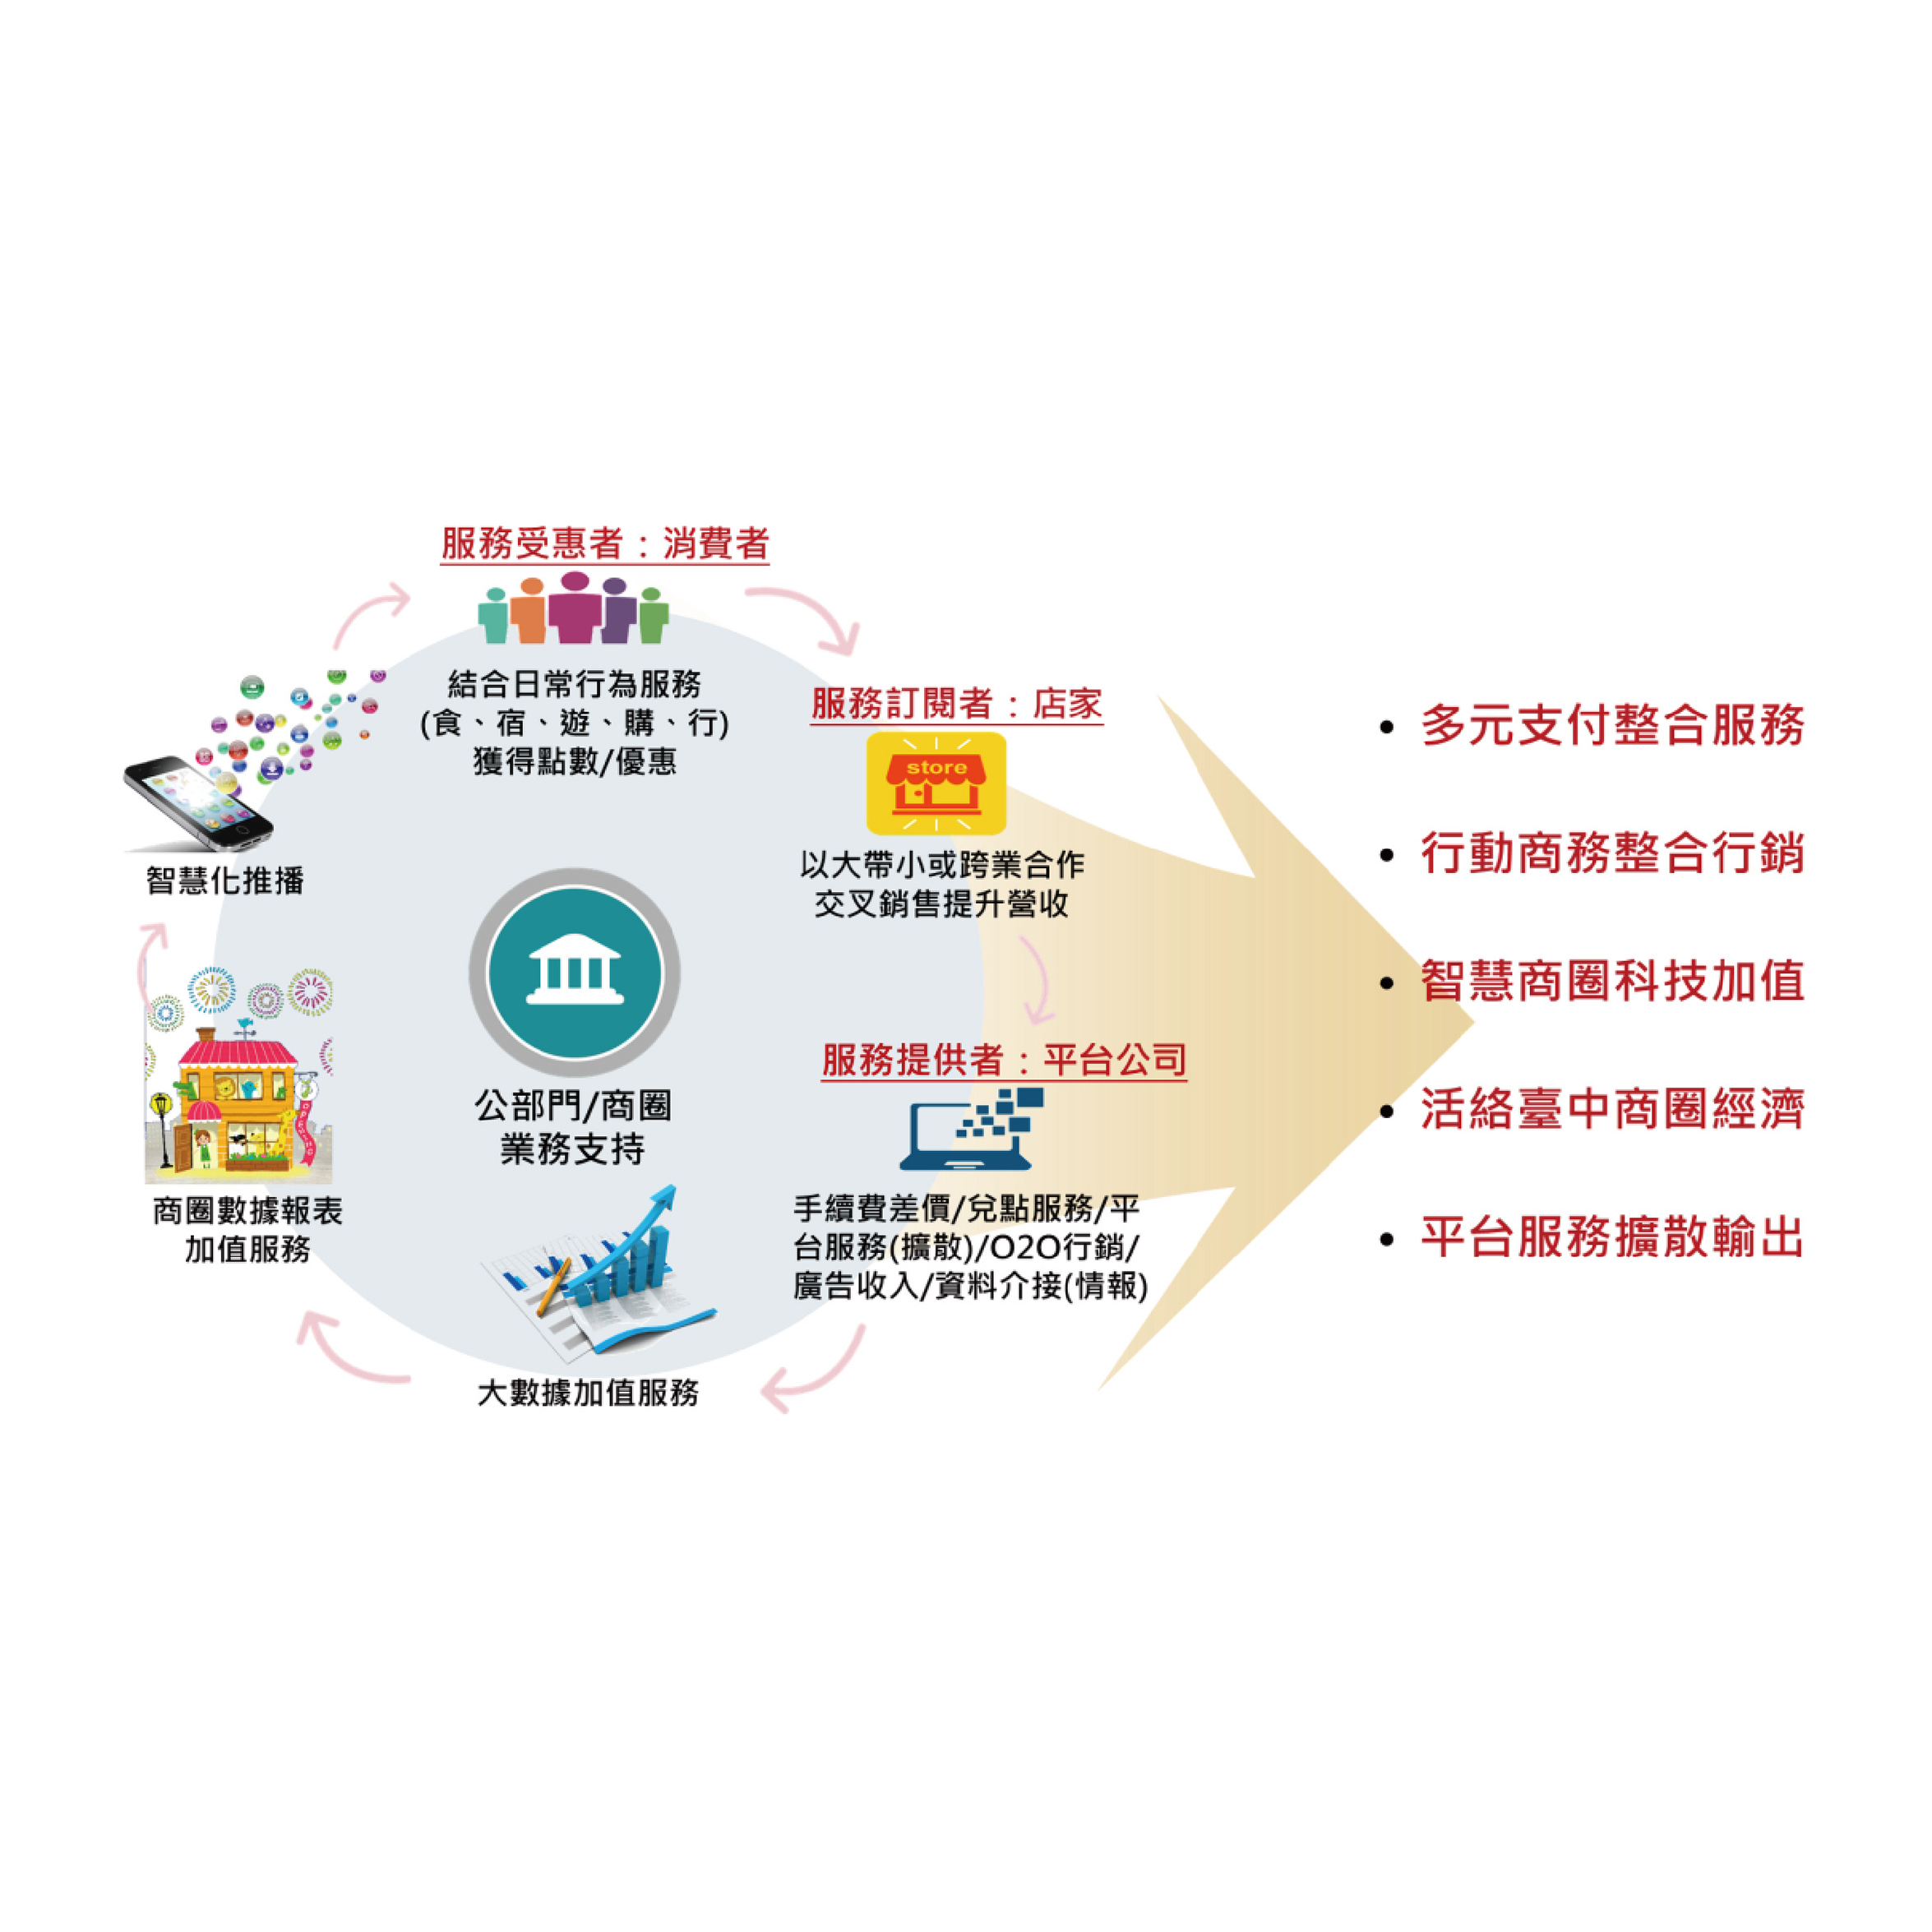 服務受惠者：消費者
結合日常行為服務
(食、宿、遊、購、行)
獲得點數/優惠
服務訂閱者：店家
store
以大帶小或跨業合作
交叉銷售提升營收
服務提供者：平台公司
手續費差價/兌點服務/平
台服務(擴散)/O2O行銷/
廣告收入/資料介接(情報)
大數據加值服務
商圈數據報表
加值服務
OPENING
智慧化推播
公部門/商圈
業務支持
• 多元支付整合服務
• 行動商務整合行銷
• 智慧商圈科技加值
• 活絡臺中商圈經濟
• 平台服務擴散輸出